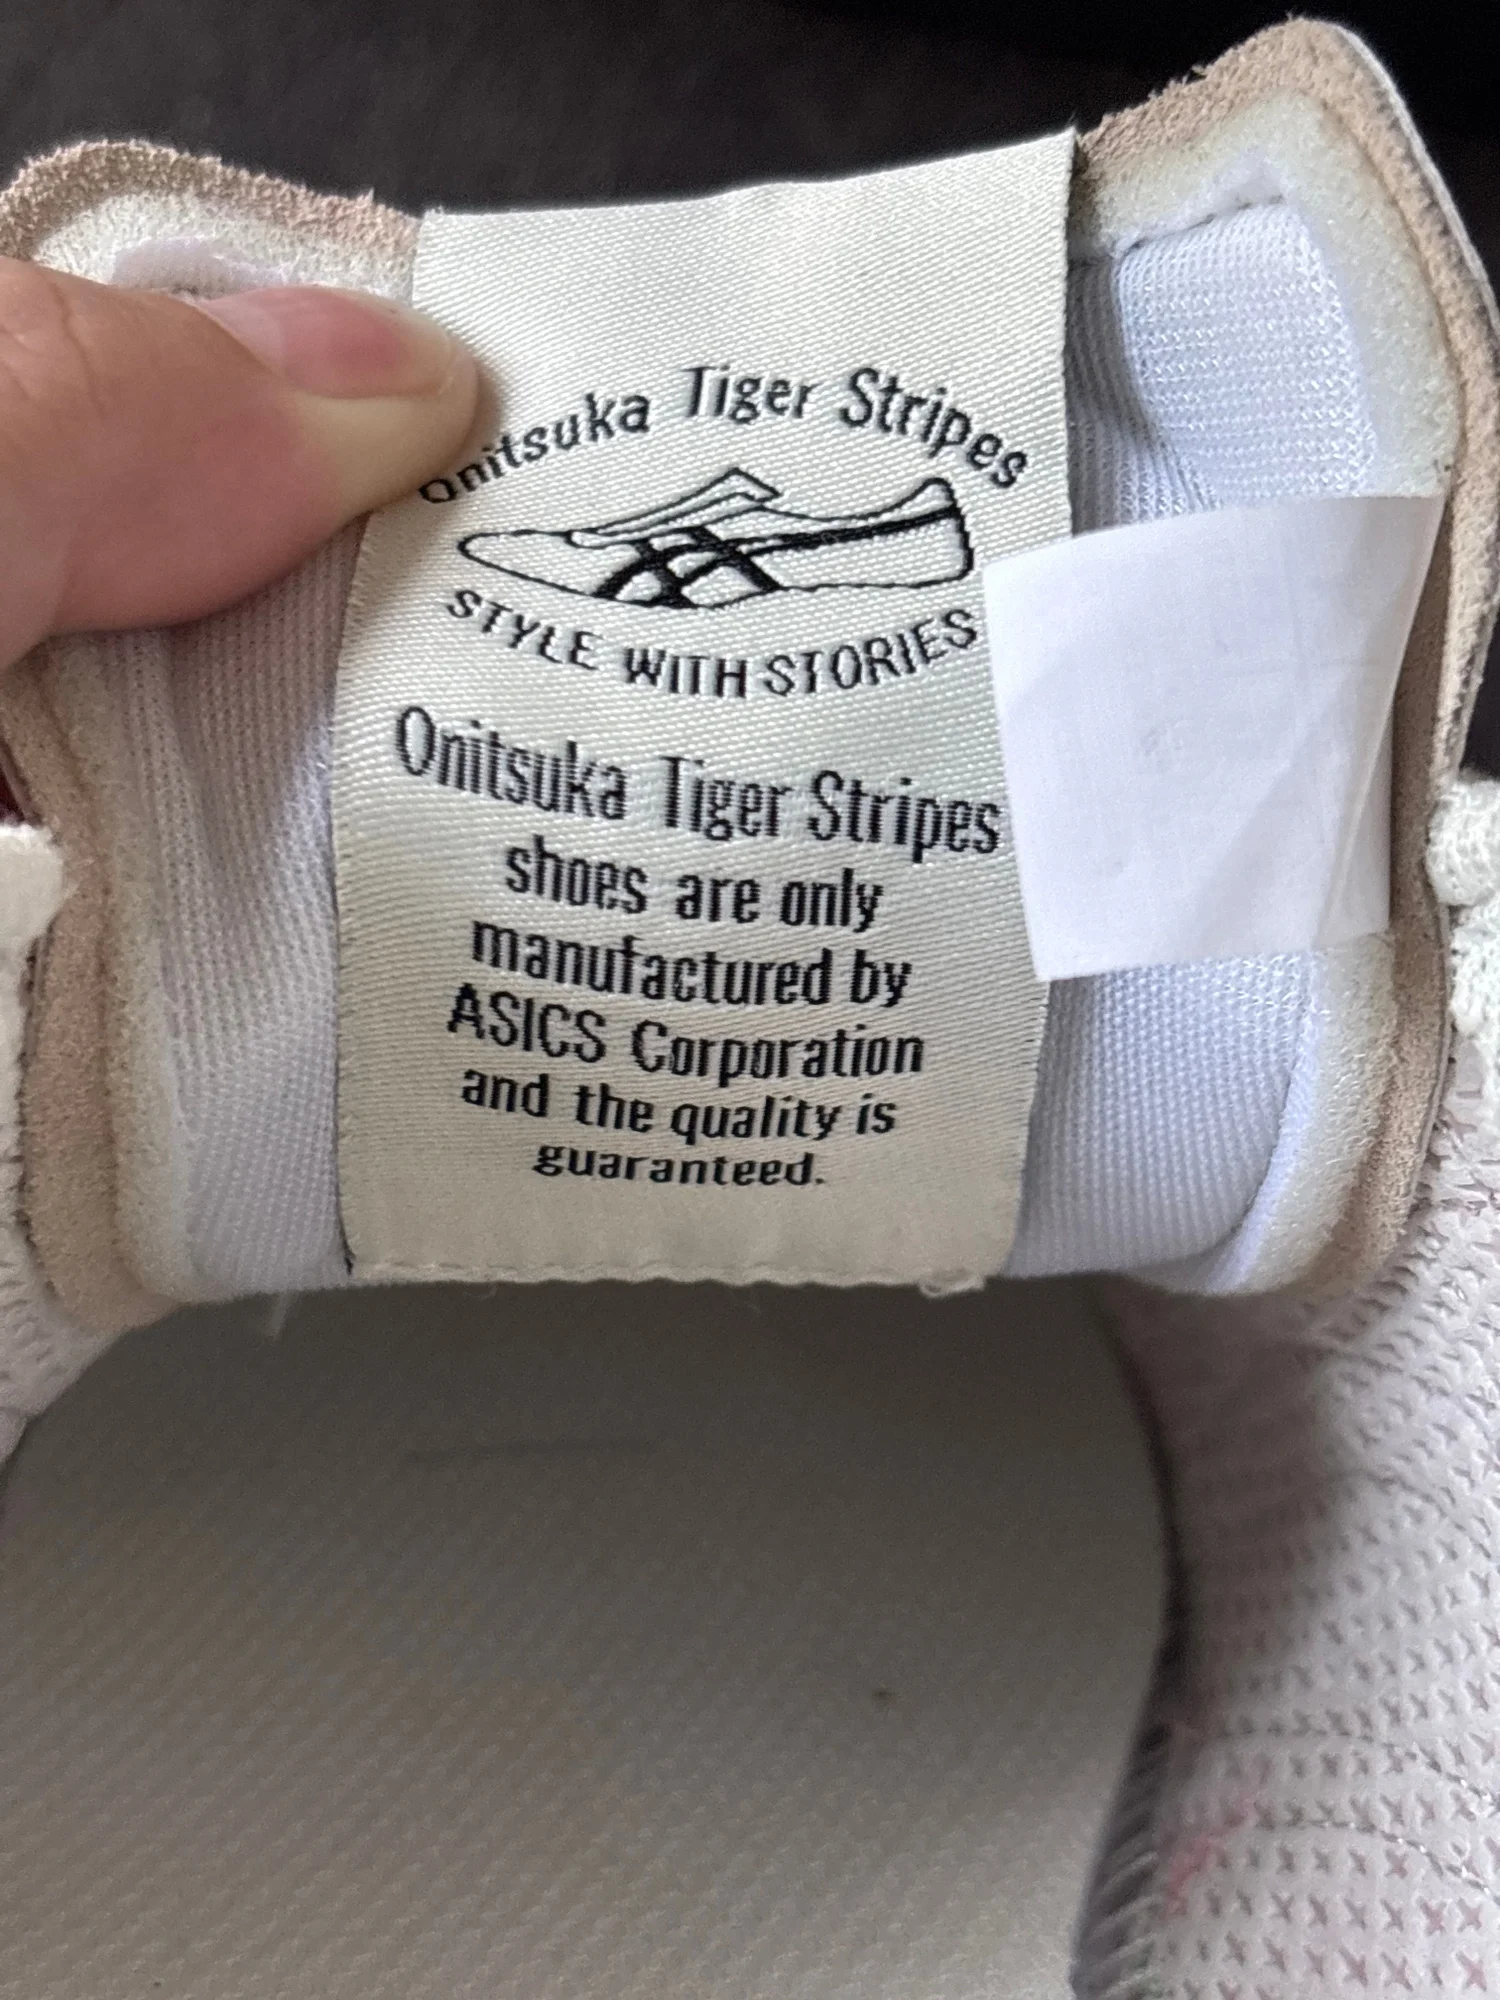 Onitsuka Tiger Stripes
STYLE WITH STORIES
Onitsuka Tiger Stripes
shoes are only
manufactured by
ASICS Corporation
and the quality is
guaranteed.